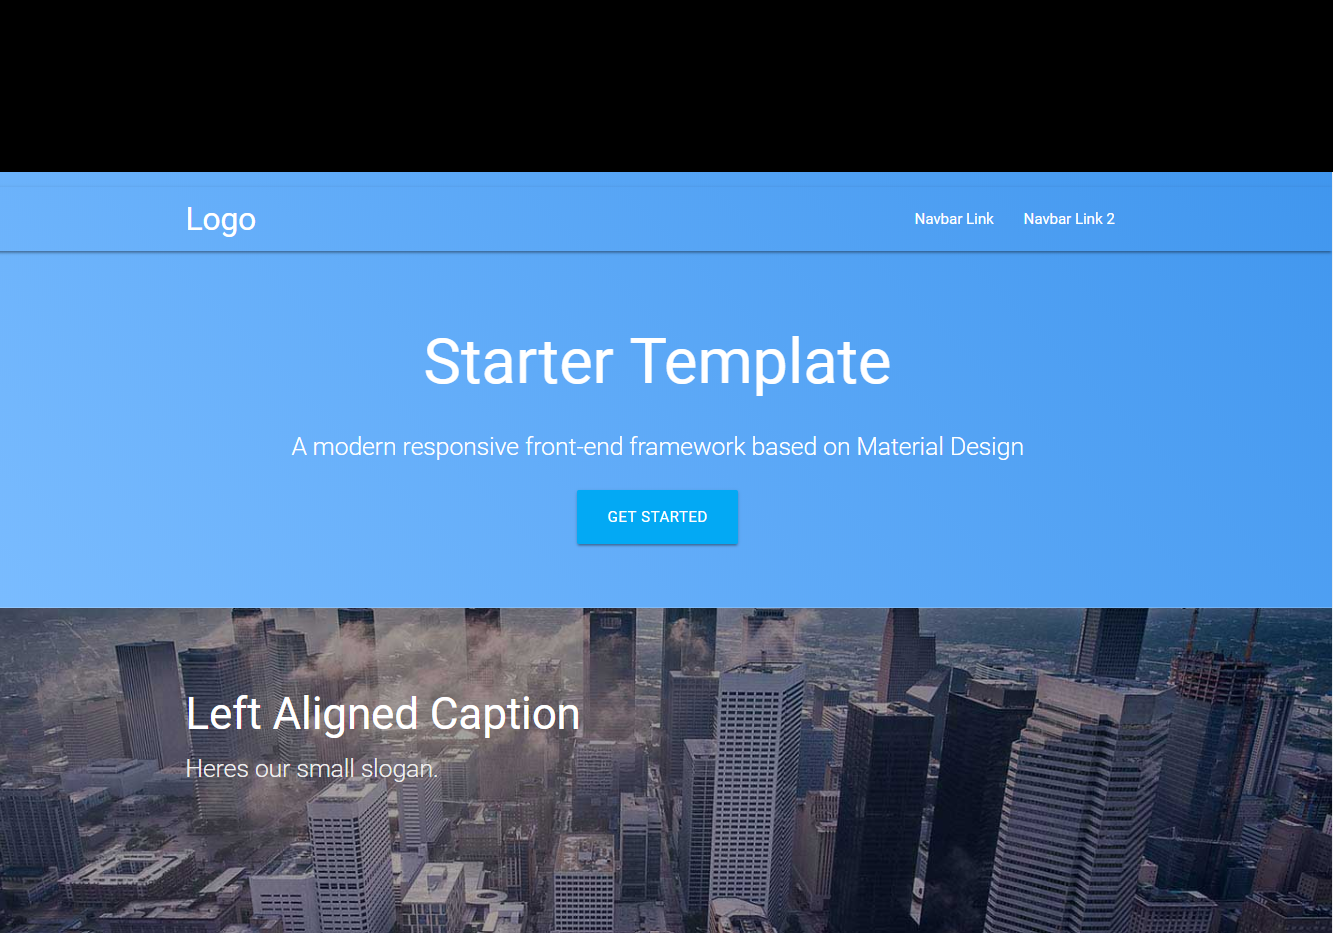 Logo
Navbar Link
Navbar Link 2
Starter Template
A modern responsive front-end framework based on Material Design
GET STARTED
Left Aligned Caption
Heres our small slogan.